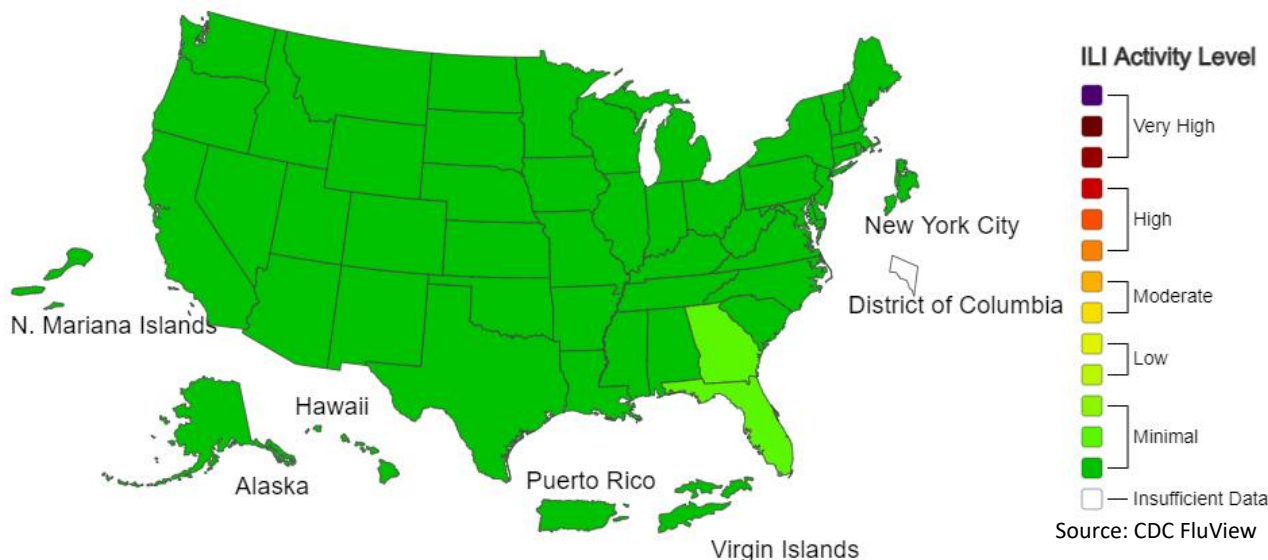 ILI Activity Level
Very High
High
New York City
District of Columbia
Moderate
N. Mariana Islands
Low
Hawaii
Minimal
Puerto Rico
Alaska
Insufficient Data
Source: CDC FluView
Virgin Islands